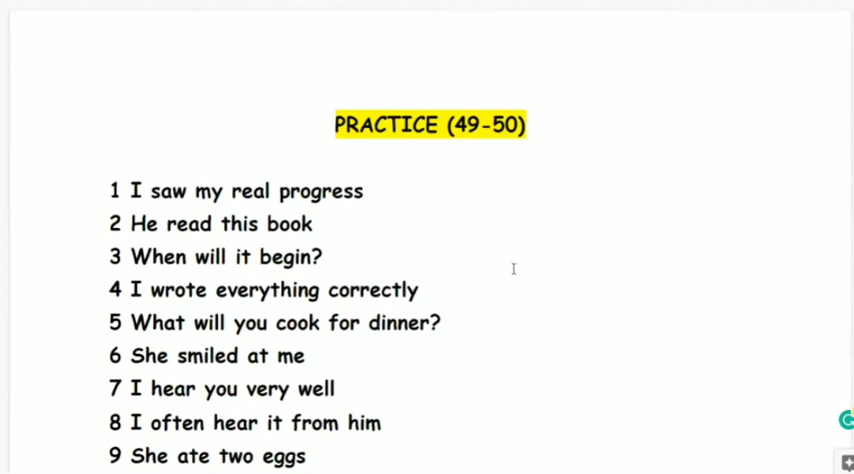 PRACTICE (49-50)
1 I saw my real progress
2 He read this book
3 When will it begin?
4 I wrote everything correctly
5 What will you cook for dinner?
6 She smiled at me
7 I hear you very well
8 I often hear it from him
9 She ate two eggs